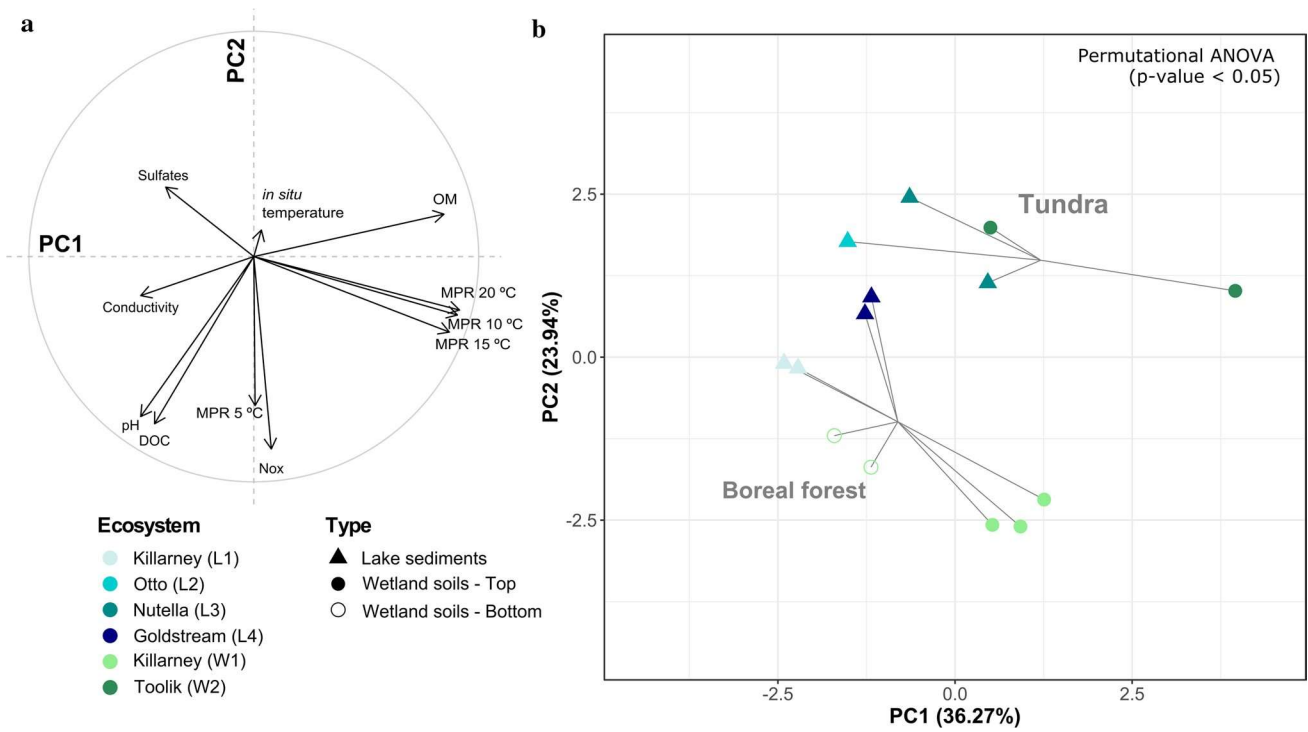 a
PC2
Sulfates
in situ
temperature
OM
PC1
Conductivity
MPR 20 ºC
MPR 10 ºC
MPR 15 ºC
MPR 5 ºC
pH
DOC
Nox
Ecosystem
Killarney (L1)
Otto (L2)
Nutella (L3)
Goldstream (L4)
Killarney (W1)
Toolik (W2)
Type
Lake sediments
Wetland soils - Top
Wetland soils - Bottom
b
Permutational ANOVA
(p-value < 0.05)
Tundra
Boreal forest
PC2 (23.94%)
2.5
0.0
-2.5
-2.5
0.0
2.5
PC1 (36.27%)